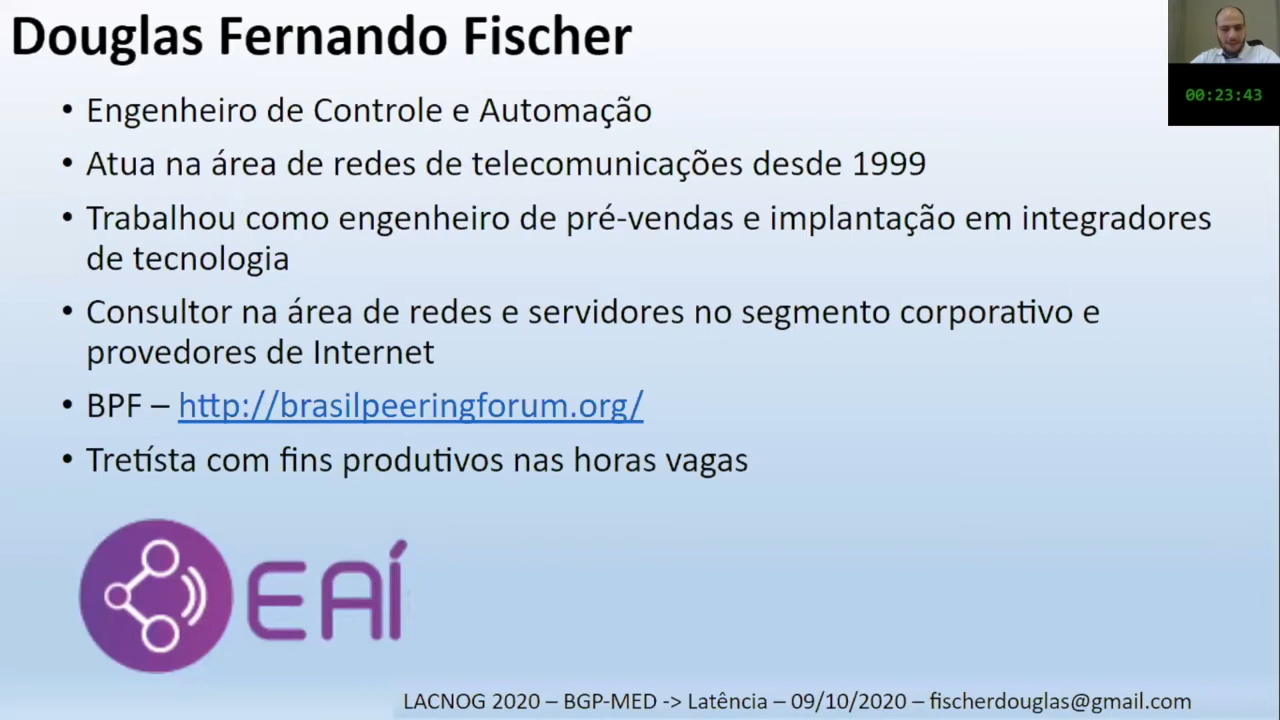 Douglas Fernando Fischer
00:23:43
• Engenheiro de Controle e Automação
• Atua na área de redes de telecomunicações desde 1999
• Trabalhou como engenheiro de pré-vendas e implantação em integradores
de tecnologia
• Consultor na área de redes e servidores no segmento corporativo e
provedores de Internet
• BPF – http://brasilpeeringforum.org/
• Tretísta com fins produtivos nas horas vagas
EAÍ
LACNOG 2020 – BGP-MED -> Latência – 09/10/2020 – fischerdouglas@gmail.com